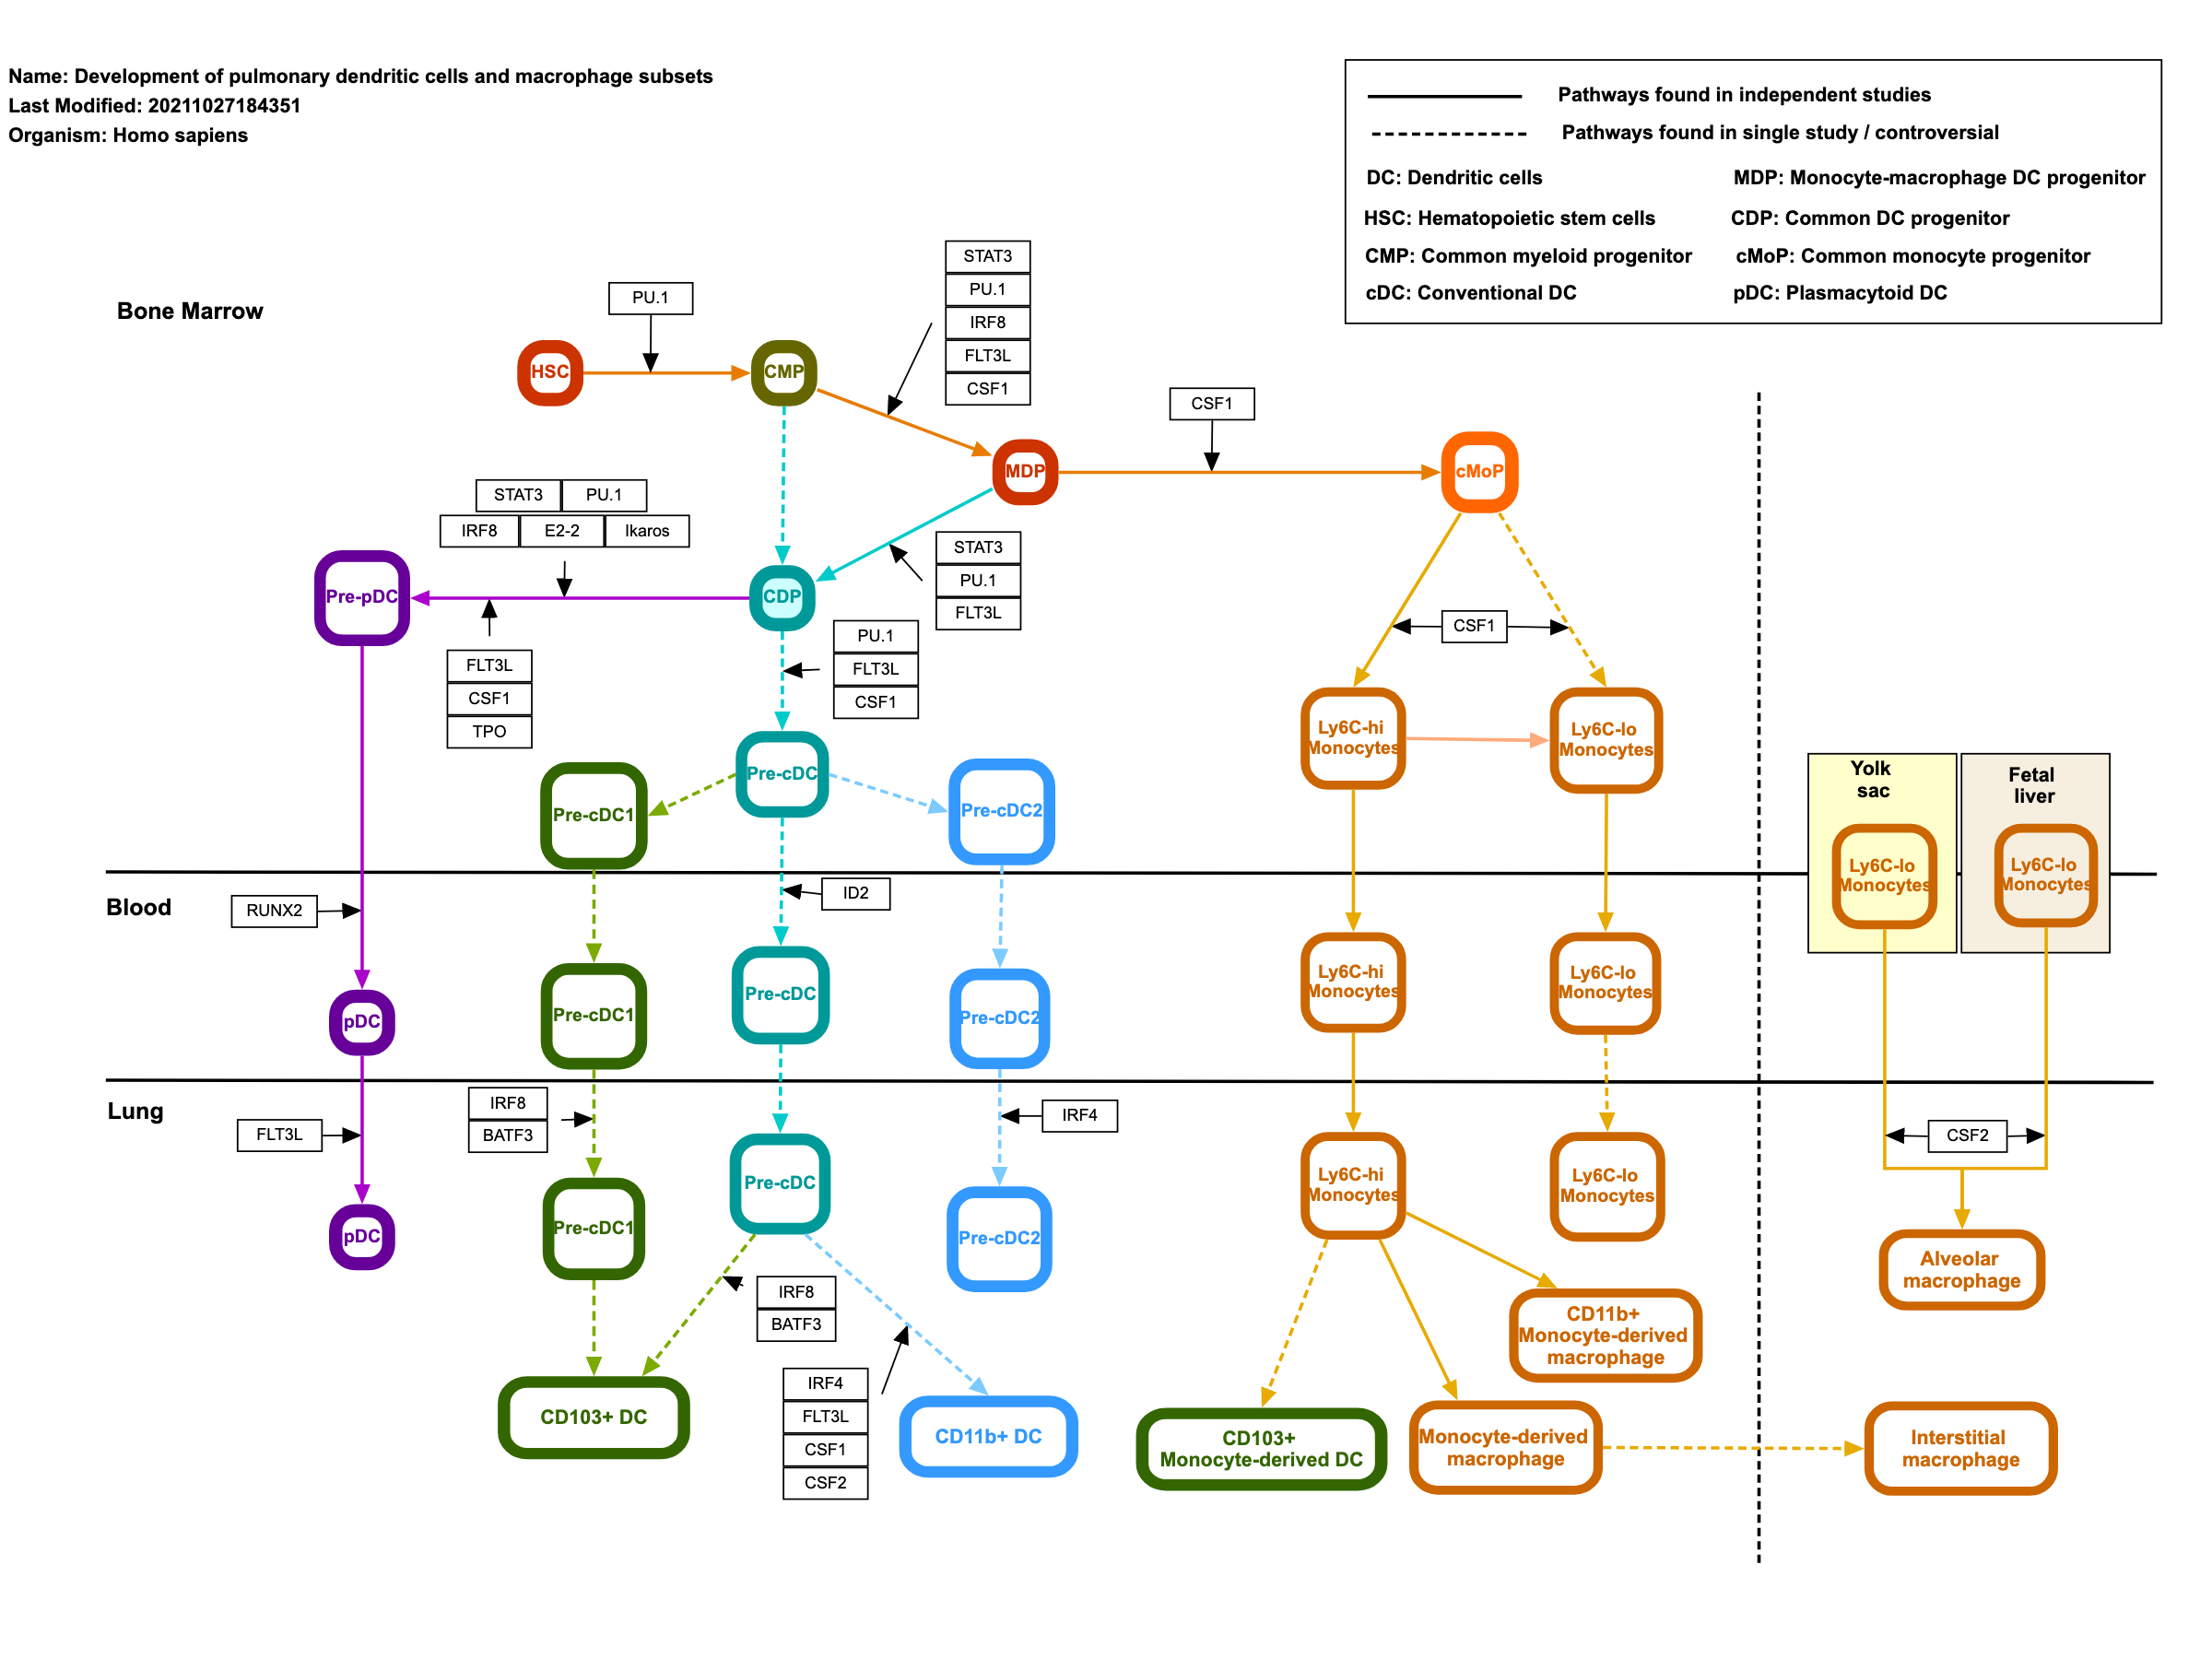 Name: Development of pulmonary dendritic cells and macrophage subsets
Last Modified: 20211027184351
Organism: Homo sapiens
Pathways found in independent studies
Pathways found in single study / controversial
DC: Dendritic cells
MDP: Monocyte-macrophage DC progenitor
HSC: Hematopoietic stem cells
CDP: Common DC progenitor
CMP: Common myeloid progenitor
cMoP: Common monocyte progenitor
cDC: Conventional DC
pDC: Plasmacytoid DC
Bone Marrow
PU.1
STAT3
PU.1
IRF8
FLT3L
CSF1
HSC
CMP
CSF1
MDP
cMoP
STAT3
PU.1
IRF8
E2-2
Ikaros
STAT3
PU.1
FLT3L
Pre-pDC
CDP
FLT3L
CSF1
TPO
PU.1
FLT3L
CSF1
CSF1
Ly6C-hi
Monocytes
Ly6C-lo
Monocytes
Pre-cDC
Pre-cDC1
Pre-cDC2
Yolk
sac
Fetal
liver
Ly6C-lo
Monocytes
Ly6C-lo
Monocytes
Blood
RUNX2
ID2
pDC
Pre-cDC1
Pre-cDC
Pre-cDC2
Ly6C-hi
Monocytes
Ly6C-lo
Monocytes
Lung
FLT3L
IRF8
BATF3
IRF4
CSF2
pDC
Pre-cDC1
Pre-cDC
Pre-cDC2
Ly6C-hi
Monocytes
Ly6C-lo
Monocytes
Alveolar
macrophage
IRF8
BATF3
IRF4
FLT3L
CSF1
CSF2
CD11b+
Monocyte-derived
macrophage
CD103+ DC
CD11b+ DC
CD103+
Monocyte-derived DC
Monocyte-derived
macrophage
Interstitial
macrophage